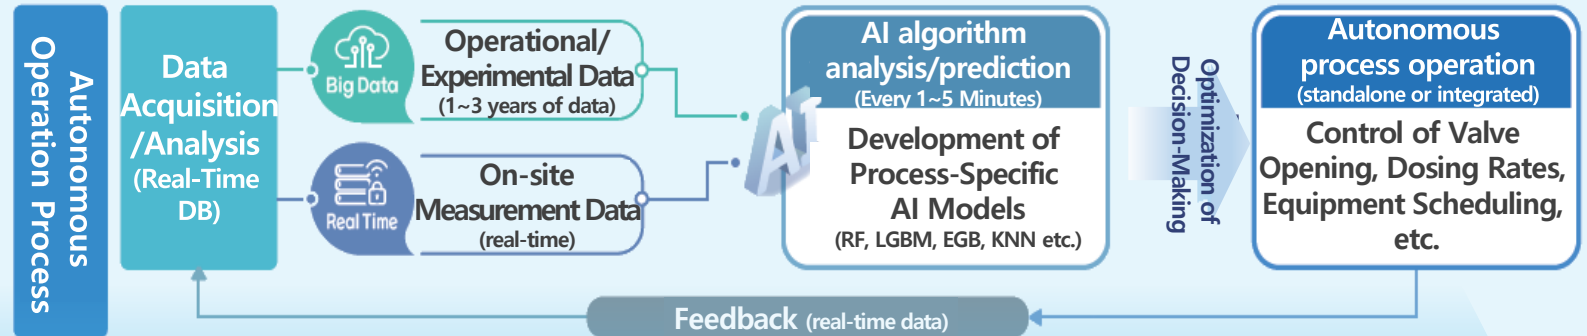 Autonomous
Operation Process
Data
Acquisition
/Analysis
(Real-Time
DB)
Big Data
Operational/
Experimental Data
(1~3 years of data)
Real Time
On-site
Measurement Data
(real-time)
AI
AI algorithm
analysis/prediction
(Every 1~5 Minutes)
Development of
Process-Specific
AI Models
(RF, LGBM, EGB, KNN etc.)
Optimization of
Decision-Making
Autonomous
process operation
(standalone or integrated)
Control of Valve
Opening, Dosing Rates,
Equipment Scheduling,
etc.
Feedback (real-time data)